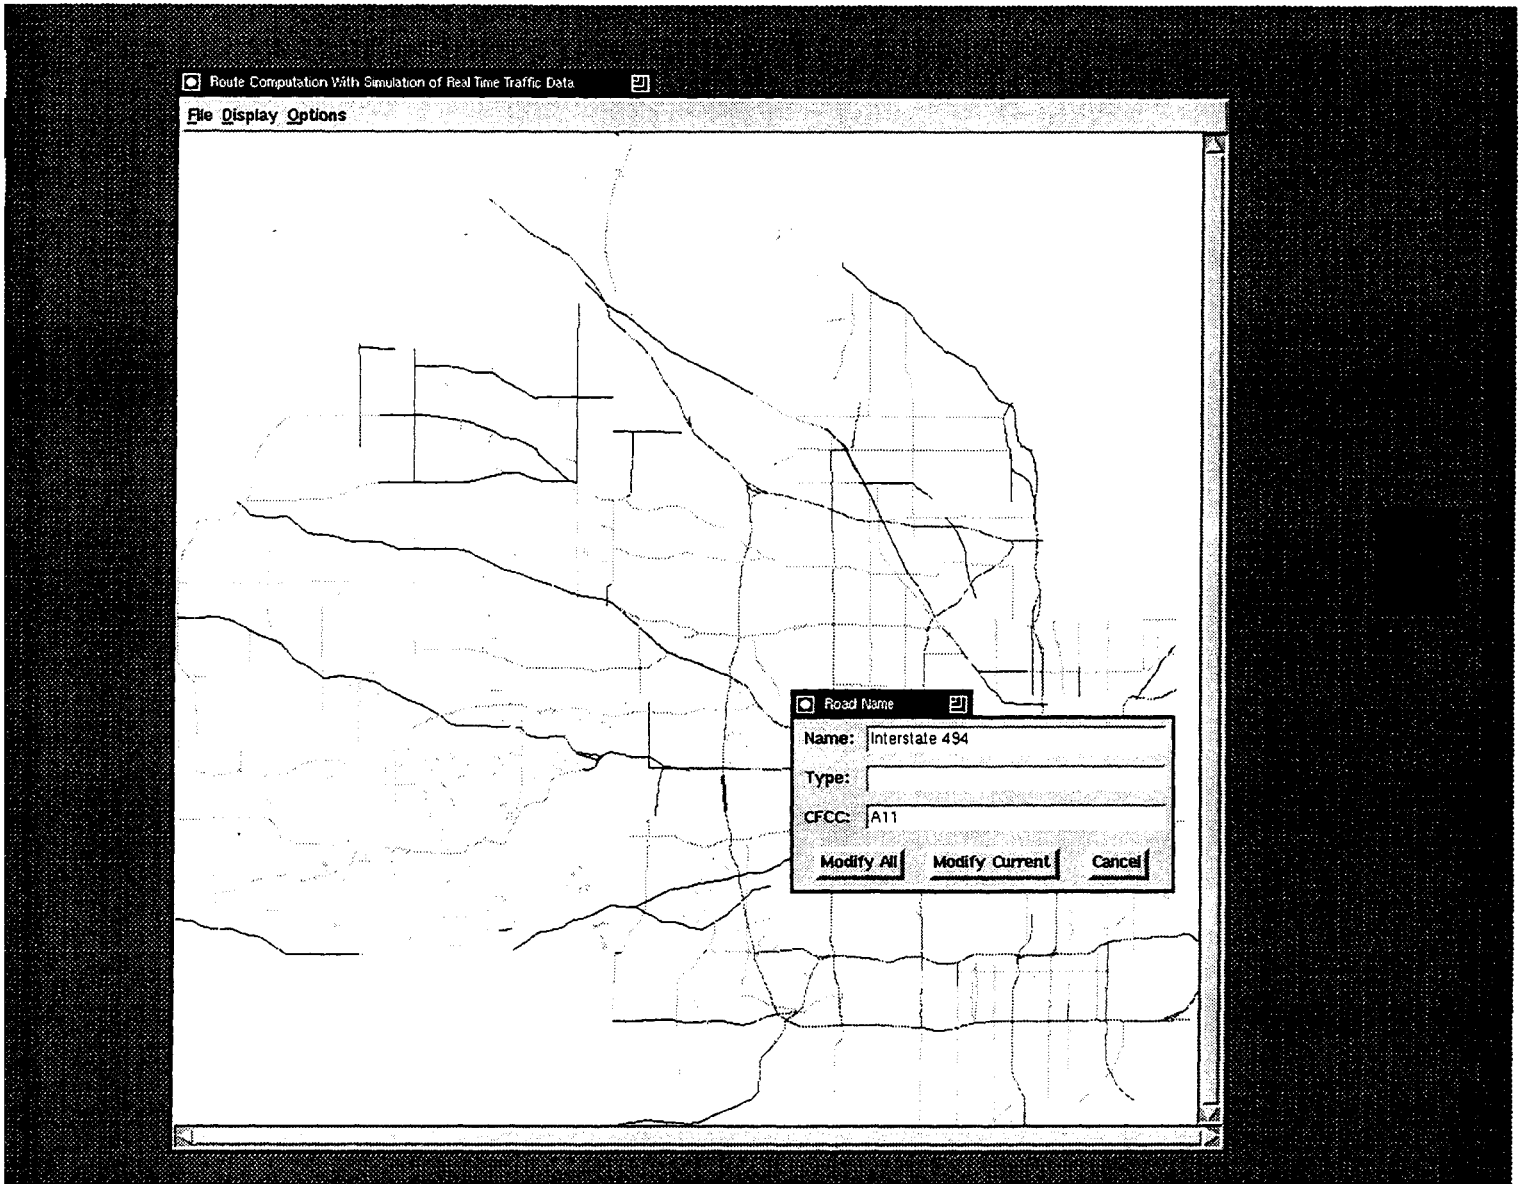 Route Computation With Simulation of Real Time Traffic Data
File Display Options
Road Name
Name: Interstate 494
Type:
CFCC: A11
Modify All Modify Current Cancel